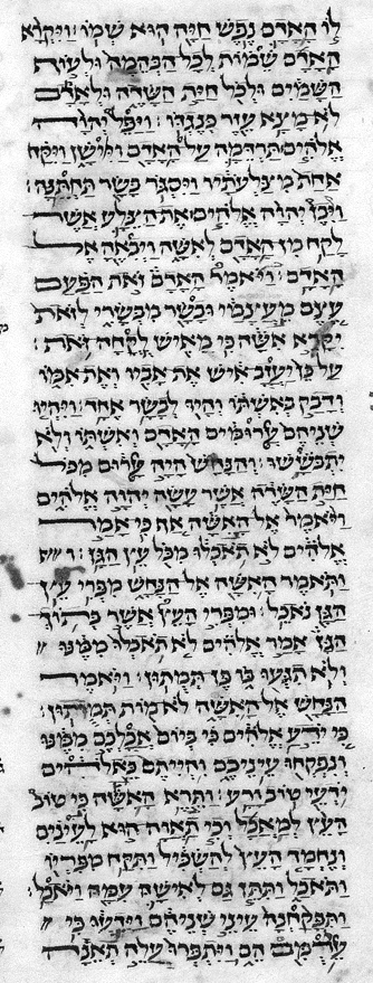 לו האדם נפש חיה הוא שמו׃ ויקרא
האדם שמות לכל הבהמה ולעוף
השמים ולכל חית השדה ולאדם
לא מצא עזר כנגדו׃ ויפל יהוה
אלהים תרדמה על האדם ויישן ויקח
אחת מצלעתיו ויסגר בשר תחתנה׃
ויבן יהוה אלהים את הצלע אשר
לקח מן האדם לאשה ויבאה אל
האדם׃ ויאמר האדם זאת הפעם
עצם מעצמי ובשר מבשרי לזאת
יקרא אשה כי מאיש לקחה זאת׃
על כן יעזב איש את אביו ואת אמו
ודבק באשתו והיו לבשר אחד׃ ויהיו
שניהם ערומים האדם ואשתו ולא
יתבששו׃ והנחש היה ערום מכל
חית השדה אשר עשה יהוה אלהים
ויאמר אל האשה אף כי אמר
אלהים לא תאכלו מכל עץ הגן׃
ותאמר האשה אל הנחש מפרי עץ
הגן נאכל׃ ומפרי העץ אשר בתוך
הגן אמר אלהים לא תאכלו ממנו
ולא תגעו בו פן תמתון׃ ויאמר
הנחש אל האשה לא מות תמתון׃
כי ידע אלהים כי ביום אכלכם ממנו
ונפקחו עיניכם והייתם כאלהים
ידעי טוב ורע׃ ותרא האשה כי טוב
העץ למאכל וכי תאוה הוא לעינים
ונחמד העץ להשכיל ותקח מפריו
ותאכל ותתן גם לאישה עמה ויאכל׃
ותפקחנה עיני שניהם וידעו כי
ערמם הם ויתפרו עלה תאנה